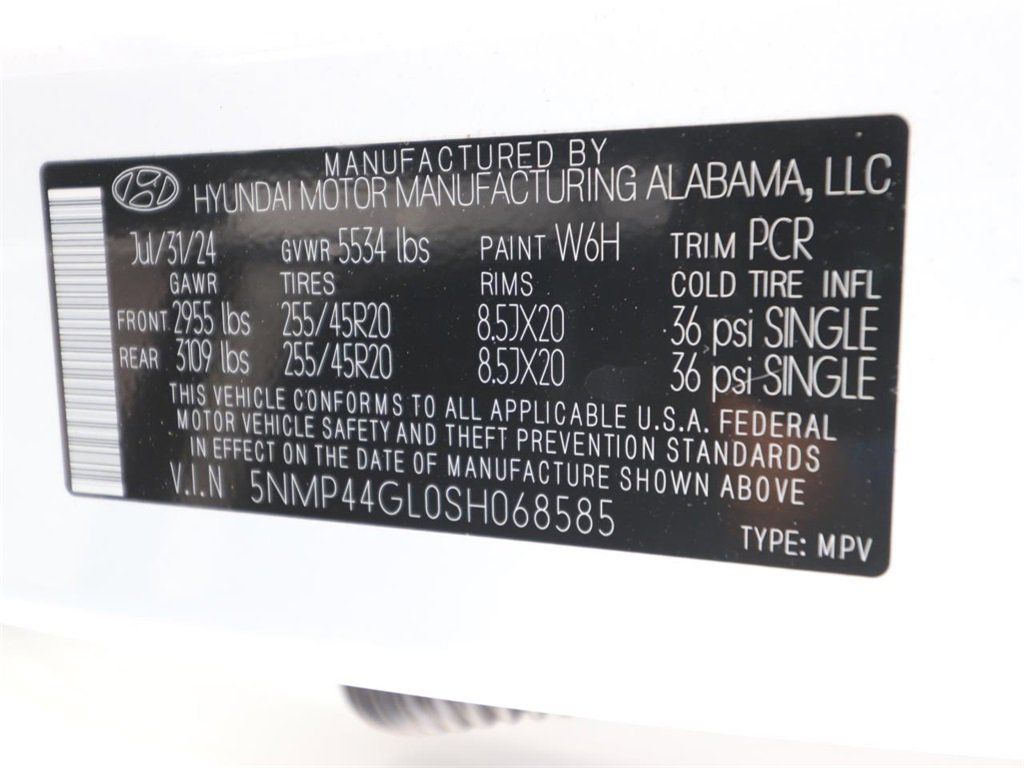 MANUFACTURED BY
HYUNDAI MOTOR MANUFACTURING ALABAMA, LLC
Jul/31/24 GVWR 5534 lbs PAINT W6H TRIM PCR
GAWR TIRES RIMS COLD TIRE INFL
FRONT 2955 lbs 255/45R20 8.5JX20 36 psi SINGLE
REAR 3109 lbs 255/45R20 8.5JX20 36 psi SINGLE
THIS VEHICLE CONFORMS TO ALL APPLICABLE U.S.A. FEDERAL
MOTOR VEHICLE SAFETY AND THEFT PREVENTION STANDARDS
IN EFFECT ON THE DATE OF MANUFACTURE SHOWN ABOVE
V.I.N 5NMP44GL0SH068585
TYPE: MPV